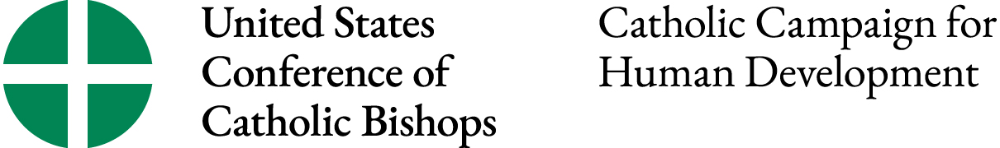 United States
Conference of
Catholic Bishops
Catholic Campaign for
Human Development